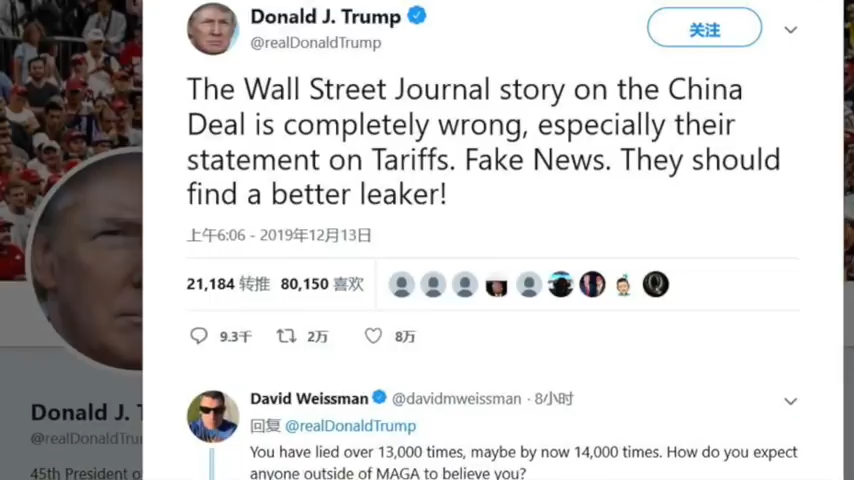 Donald J. Trump
@realDonaldTrump
关注
The Wall Street Journal story on the China
Deal is completely wrong, especially their
statement on Tariffs. Fake News. They should
find a better leaker!
上午6:06 - 2019年12月13日
21,184 转推 80,150 喜欢
9.3千 2万 8万
David Weissman @davidmweissman · 8小时
回复 @realDonaldTrump
You have lied over 13,000 times, maybe by now 14,000 times. How do you expect
anyone outside of MAGA to believe you?
Donald J. T
@realDonaldTru
45th President o